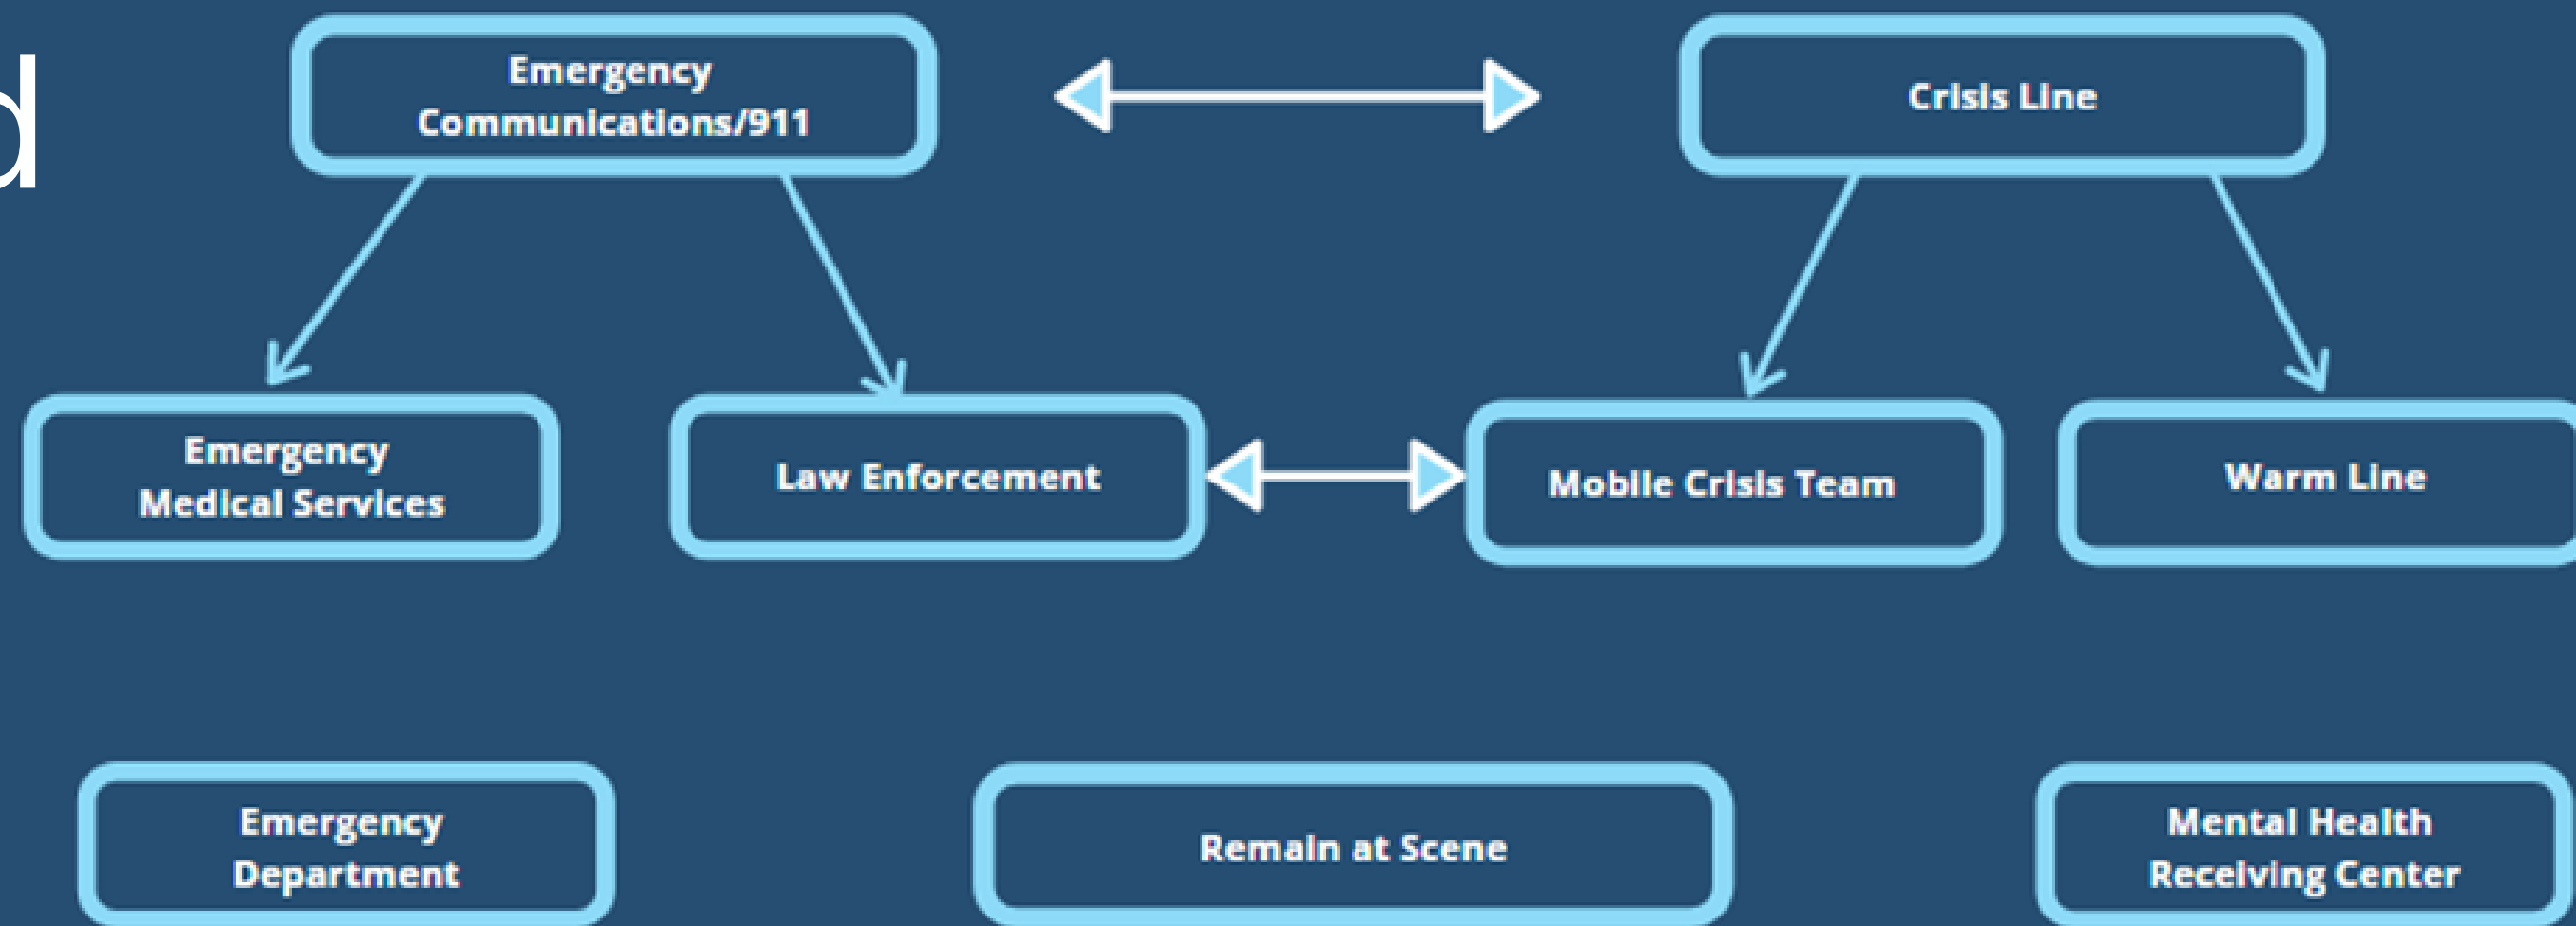 d
Emergency
Communications/911
Crisis Line
Emergency
Medical Services
Law Enforcement
Mobile Crisis Team
Warm Line
Emergency
Department
Remain at Scene
Mental Health
Receiving Center